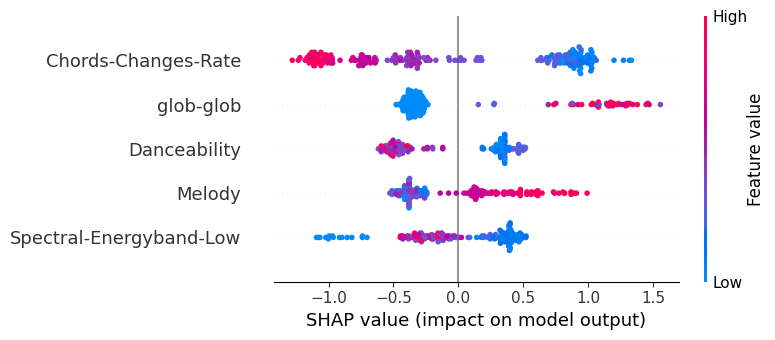 High
Chords-Changes-Rate
glob-glob
Danceability
Melody
Spectral-Energyband-Low
Feature value
Low
−1.0 −0.5 0.0 0.5 1.0 1.5
SHAP value (impact on model output)